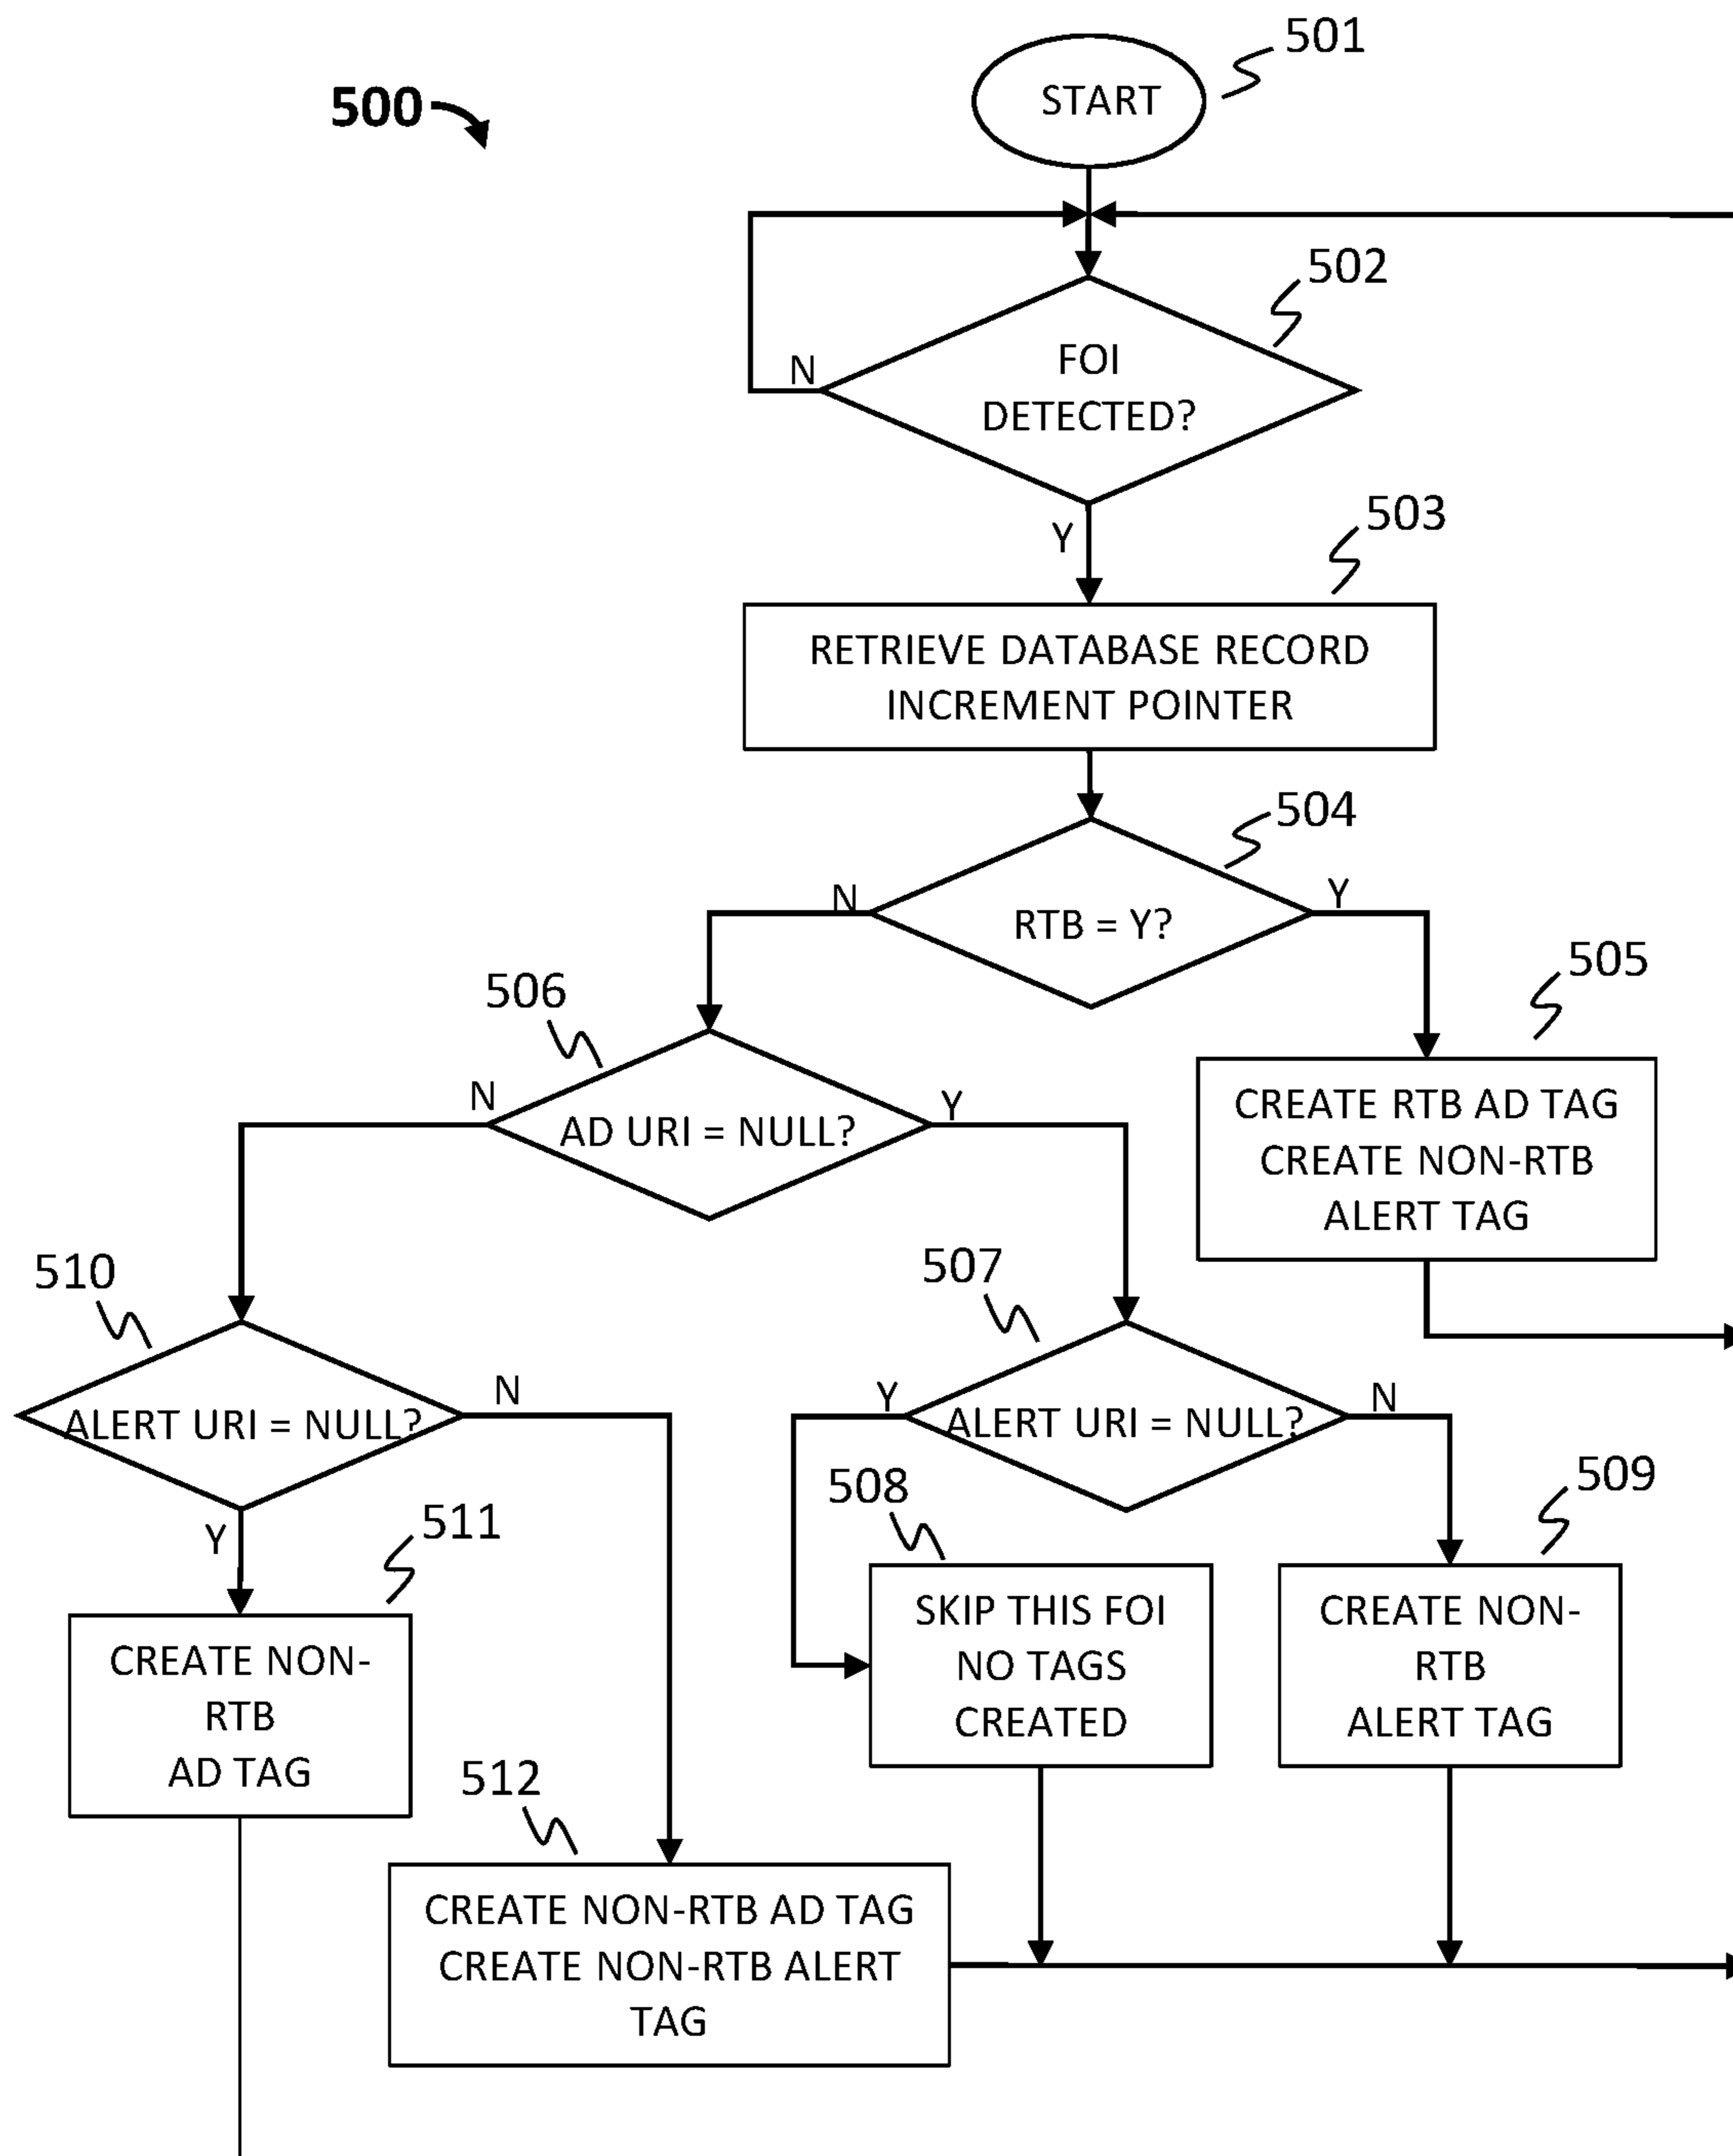 501
500
START
502
FOI
DETECTED?
N
Y
503
RETRIEVE DATABASE RECORD
INCREMENT POINTER
504
RTB = Y?
N
Y
505
CREATE RTB AD TAG
CREATE NON-RTB
ALERT TAG
506
AD URI = NULL?
N
Y
510
ALERT URI = NULL?
N
Y
507
ALERT URI = NULL?
Y
N
508
SKIP THIS FOI
NO TAGS
CREATED
509
CREATE NON-
RTB
ALERT TAG
511
CREATE NON-
RTB
AD TAG
512
CREATE NON-RTB AD TAG
CREATE NON-RTB ALERT
TAG